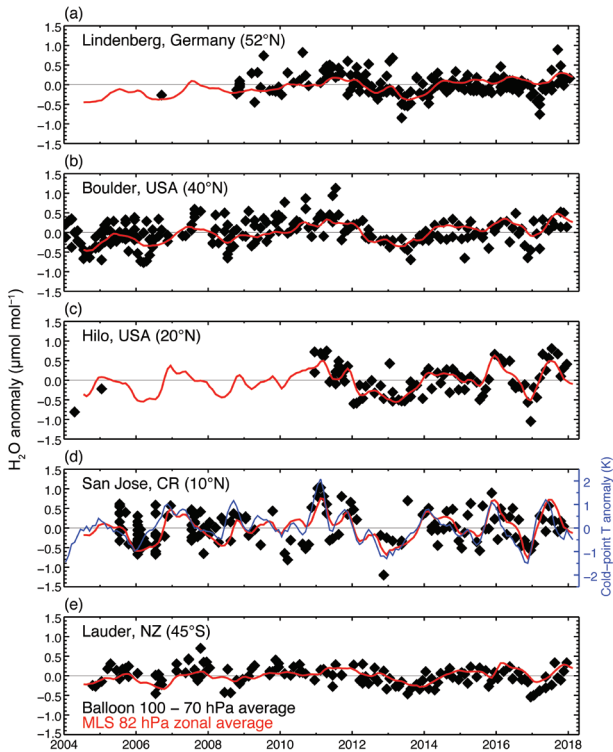 (a)
Lindenberg, Germany (52°N)
1.5
1.0
0.5
0.0
−0.5
−1.0
−1.5
(b)
Boulder, USA (40°N)
1.5
1.0
0.5
0.0
−0.5
−1.0
−1.5
(c)
Hilo, USA (20°N)
1.5
1.0
0.5
0.0
−0.5
−1.0
−1.5
H₂O anomaly (μmol mol⁻¹)
(d)
San Jose, CR (10°N)
1.5
1.0
0.5
0.0
−0.5
−1.0
−1.5
2
1
0
−1
−2
Cold−point T anomaly (K)
(e)
Lauder, NZ (45°S)
1.5
1.0
0.5
0.0
−0.5
−1.0
−1.5
Balloon 100 − 70 hPa average
MLS 82 hPa zonal average
2004 2006 2008 2010 2012 2014 2016 2018